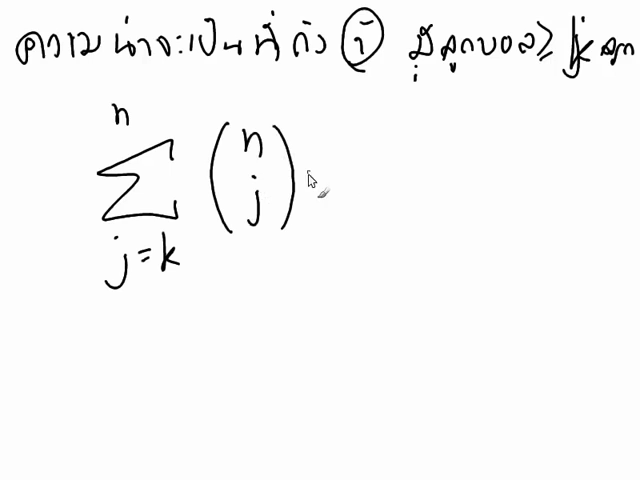 ความน่าจะเป็นที่ถัง i มีลูกบอล ≥ k ลูก
n
∑ (n j)
j = k